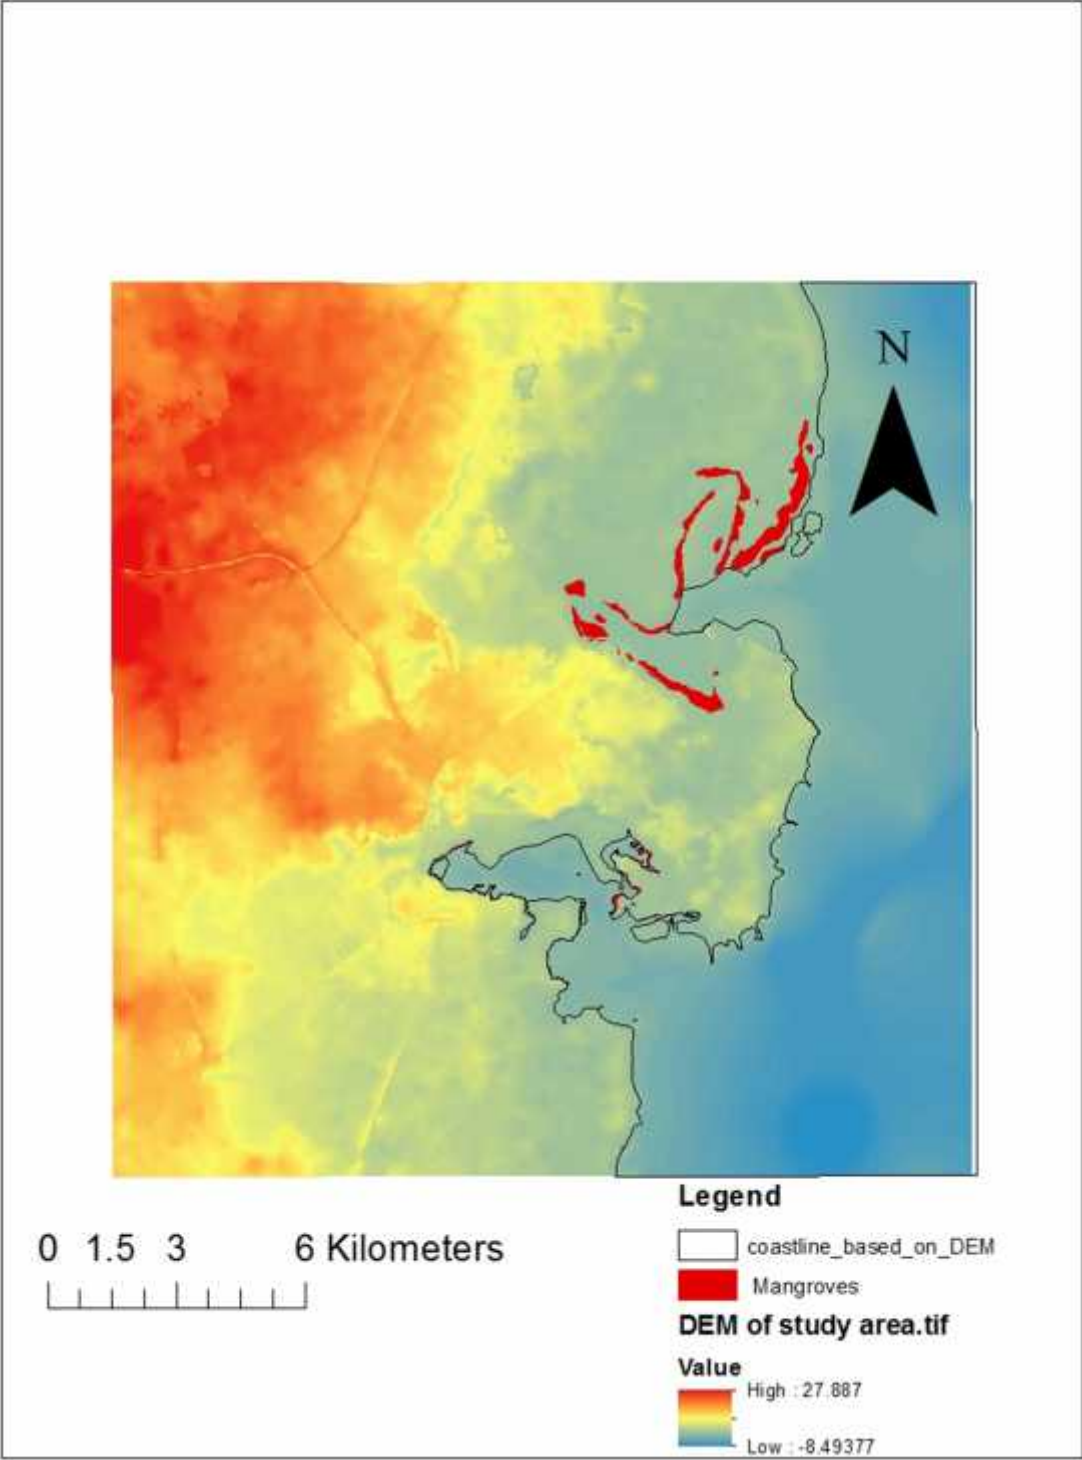 N
0 1.5 3 6 Kilometers
Legend
coastline_based_on_DEM
Mangroves
DEM of study area.tif
Value
High : 27.887
Low : -8.49377